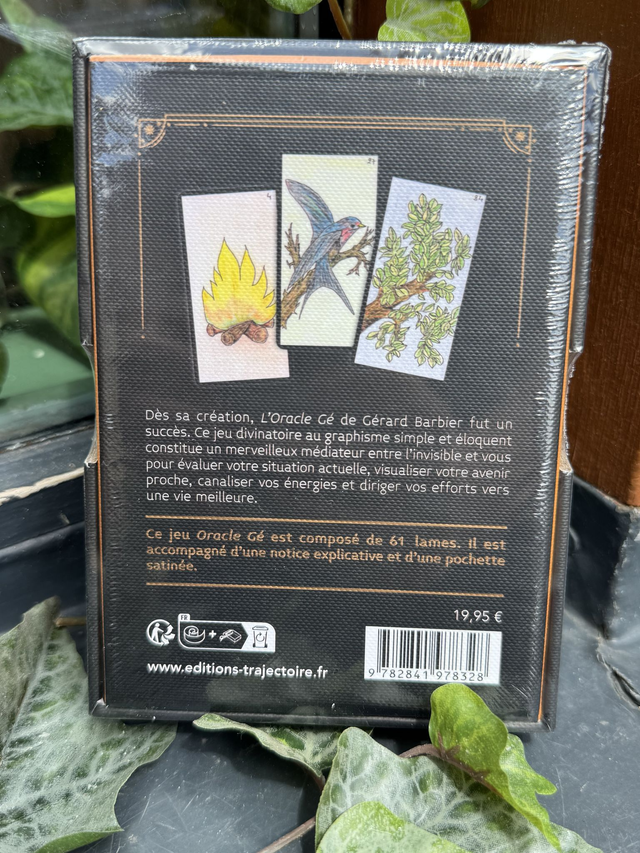 4
Dès sa création, L'Oracle Gé de Gérard Barbier fut un
succès. Ce jeu divinatoire au graphisme simple et éloquent
constitue un merveilleux médiateur entre l'invisible et vous
pour évaluer votre situation actuelle, visualiser votre avenir
proche, canaliser vos énergies et diriger vos efforts vers
une vie meilleure.
Ce jeu Oracle Gé est composé de 61 lames. Il est
accompagné d'une notice explicative et d'une pochette
satinée.
19,95 €
FR
+
www.editions-trajectoire.fr
9 782841 978328